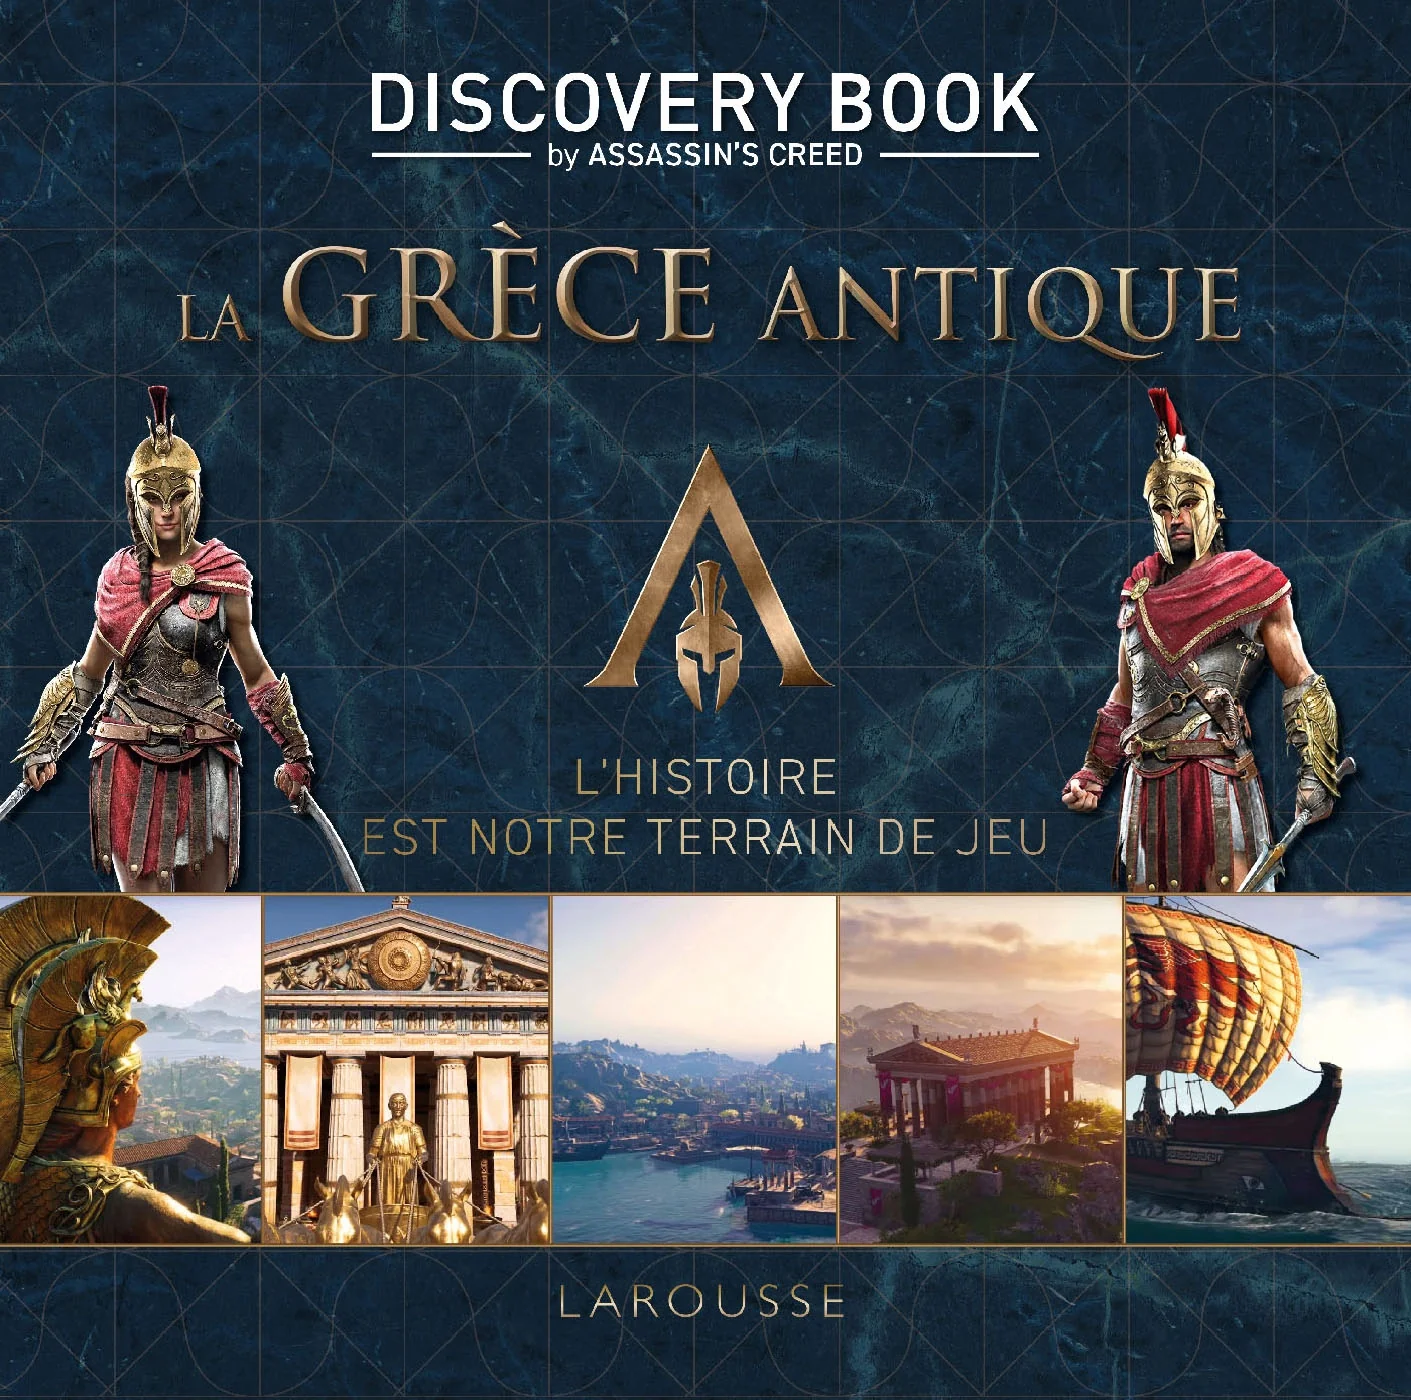 DISCOVERY BOOK
by ASSASSIN'S CREED
LA GRÈCE ANTIQUE
L'HISTOIRE
EST NOTRE TERRAIN DE JEU
LAROUSSE